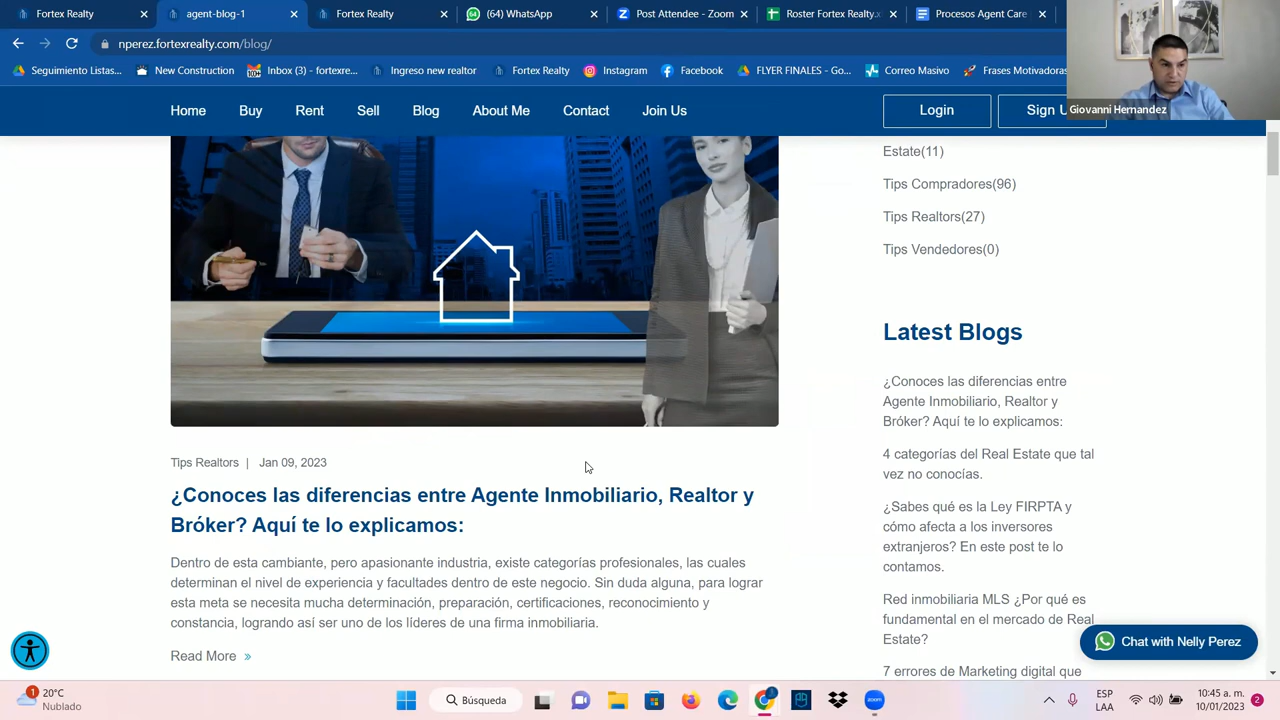 Fortex Realty
agent-blog-1
Fortex Realty
(64) WhatsApp
Post Attendee - Zoom
Roster Fortex Realty.x
Procesos Agent Care
nperez.fortexrealty.com/blog/
Seguimiento Listas...
New Construction
Inbox (3) - fortexre...
Ingreso new realtor
Fortex Realty
Instagram
Facebook
FLYER FINALES - Go...
Correo Masivo
Frases Motivadoras
Giovanni Hernandez
Home
Buy
Rent
Sell
Blog
About Me
Contact
Join Us
Login
Sign U
Estate(11)
Tips Compradores(96)
Tips Realtors(27)
Tips Vendedores(0)
Latest Blogs
¿Conoces las diferencias entre
Agente Inmobiliario, Realtor y
Bróker? Aquí te lo explicamos:
4 categorías del Real Estate que tal
vez no conocías.
¿Sabes qué es la Ley FIRPTA y
cómo afecta a los inversores
extranjeros? En este post te lo
contamos.
Red inmobiliaria MLS ¿Por qué es
fundamental en el mercado de Real
Estate?
7 errores de Marketing digital que
Tips Realtors | Jan 09, 2023
¿Conoces las diferencias entre Agente Inmobiliario, Realtor y
Bróker? Aquí te lo explicamos:
Dentro de esta cambiante, pero apasionante industria, existe categorías profesionales, las cuales
determinan el nivel de experiencia y facultades dentro de este negocio. Sin duda alguna, para lograr
esta meta se necesita mucha determinación, preparación, certificaciones, reconocimiento y
constancia, logrando así ser uno de los líderes de una firma inmobiliaria.
Read More »
Chat with Nelly Perez
1
20°C
Nublado
Búsqueda
zoom
ESP
LAA
10:45 a. m.
10/01/2023
2